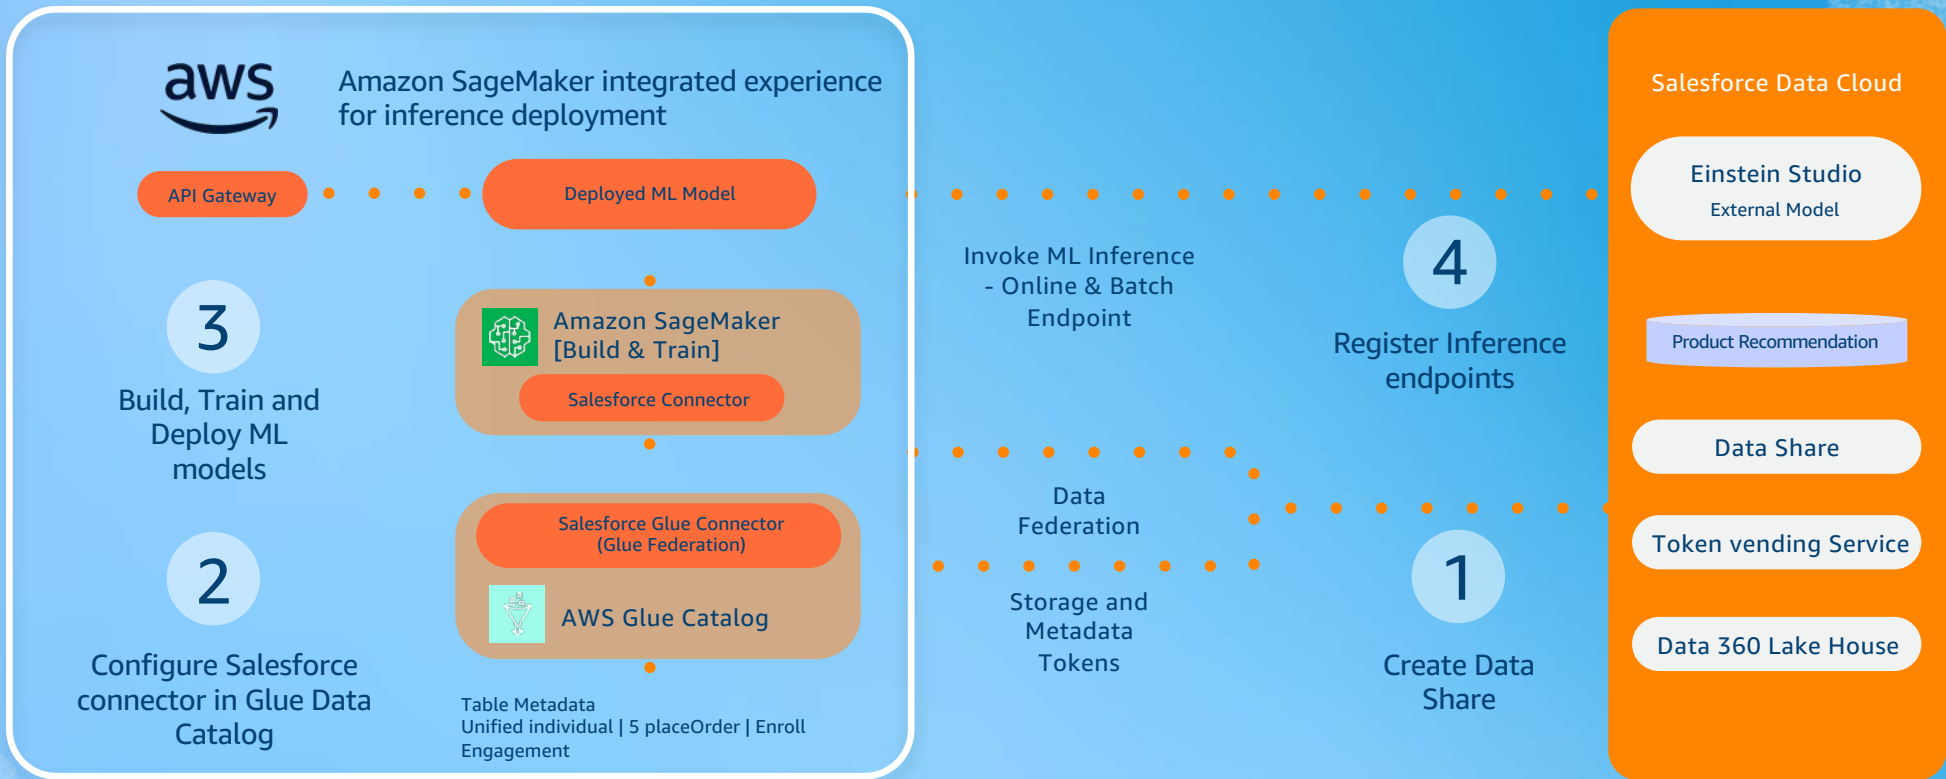 aws
Amazon SageMaker integrated experience
for inference deployment
API Gateway
Deployed ML Model
3
Build, Train and
Deploy ML
models
Amazon SageMaker
[Build & Train]
Salesforce Connector
2
Configure Salesforce
connector in Glue Data
Catalog
Salesforce Glue Connector
(Glue Federation)
AWS Glue Catalog
Table Metadata
Unified individual | 5 placeOrder | Enroll
Engagement
Invoke ML Inference
- Online & Batch
Endpoint
Data
Federation
Storage and
Metadata
Tokens
4
Register Inference
endpoints
1
Create Data
Share
Salesforce Data Cloud
Einstein Studio
External Model
Product Recommendation
Data Share
Token vending Service
Data 360 Lake House